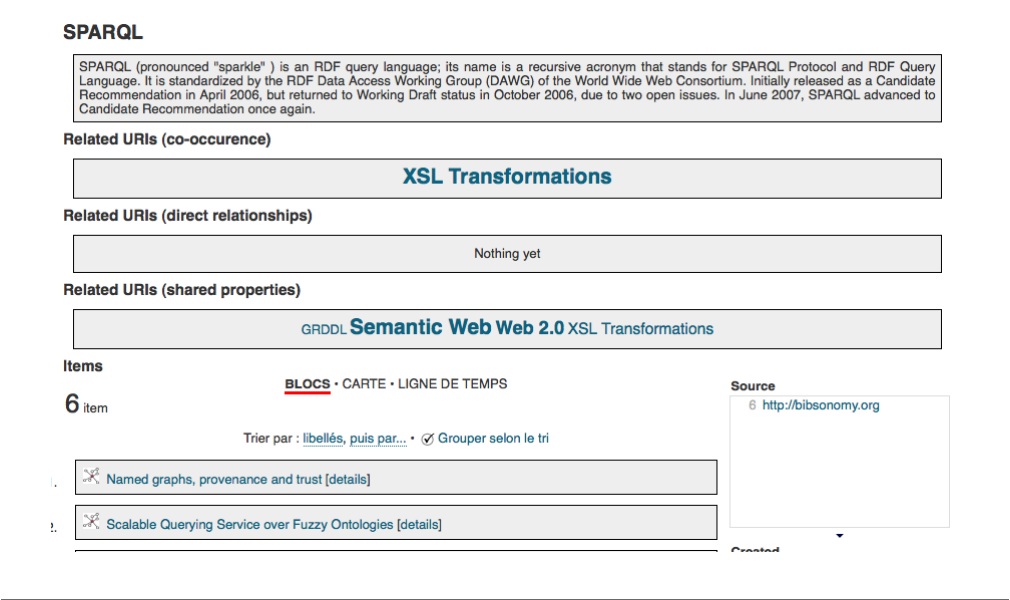 SPARQL
SPARQL (pronounced "sparkle" ) is an RDF query language; its name is a recursive acronym that stands for SPARQL Protocol and RDF Query
Language. It is standardized by the RDF Data Access Working Group (DAWG) of the World Wide Web Consortium. Initially released as a Candidate
Recommendation in April 2006, but returned to Working Draft status in October 2006, due to two open issues. In June 2007, SPARQL advanced to
Candidate Recommendation once again.
Related URIs (co-occurence)
XSL Transformations
Related URIs (direct relationships)
Nothing yet
Related URIs (shared properties)
GRDDL Semantic Web Web 2.0 XSL Transformations
Items
BLOCS • CARTE • LIGNE DE TEMPS
6 item
Trier par : libellés, puis par... • Grouper selon le tri
Named graphs, provenance and trust [details]
2. Scalable Querying Service over Fuzzy Ontologies [details]
Source
6 http://bibsonomy.org
Created